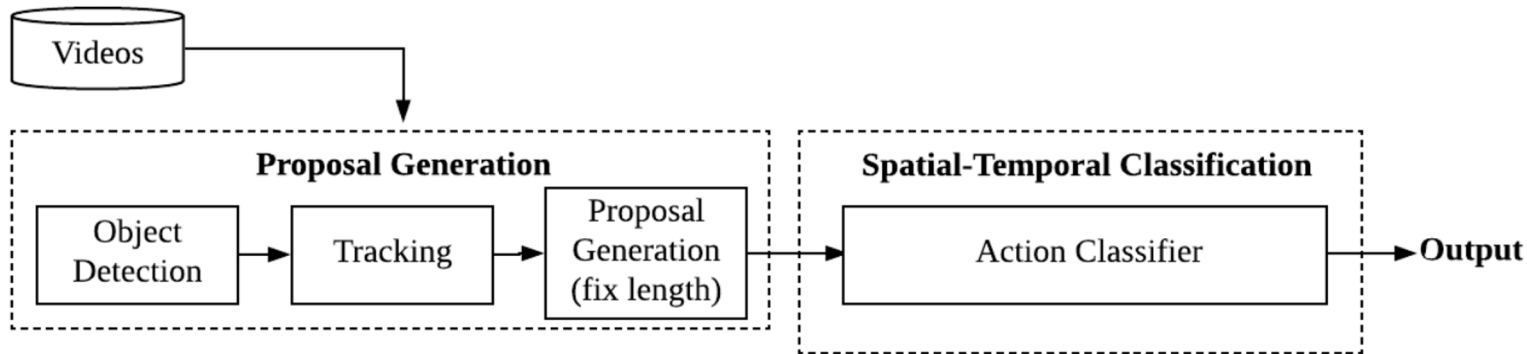 Videos
Proposal Generation
Object
Detection
Tracking
Proposal
Generation
(fix length)
Spatial-Temporal Classification
Action Classifier
Output